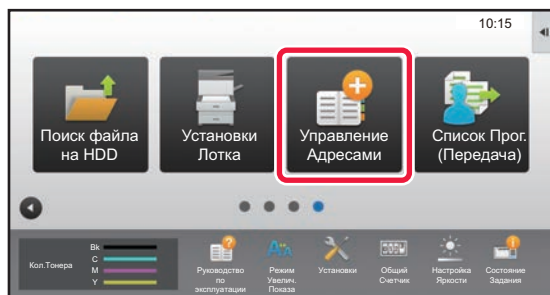 10:15
Поиск файла
на HDD
Установки
Лотка
Управление
Адресами
Список Прог.
(Передача)
Кол.Тонера
Bk
C
M
Y
Руководство
по
эксплуатации
Режим
Увелич.
Показа
Установки
Общий
Счетчик
Настройка
Яркости
Состояние
Задания